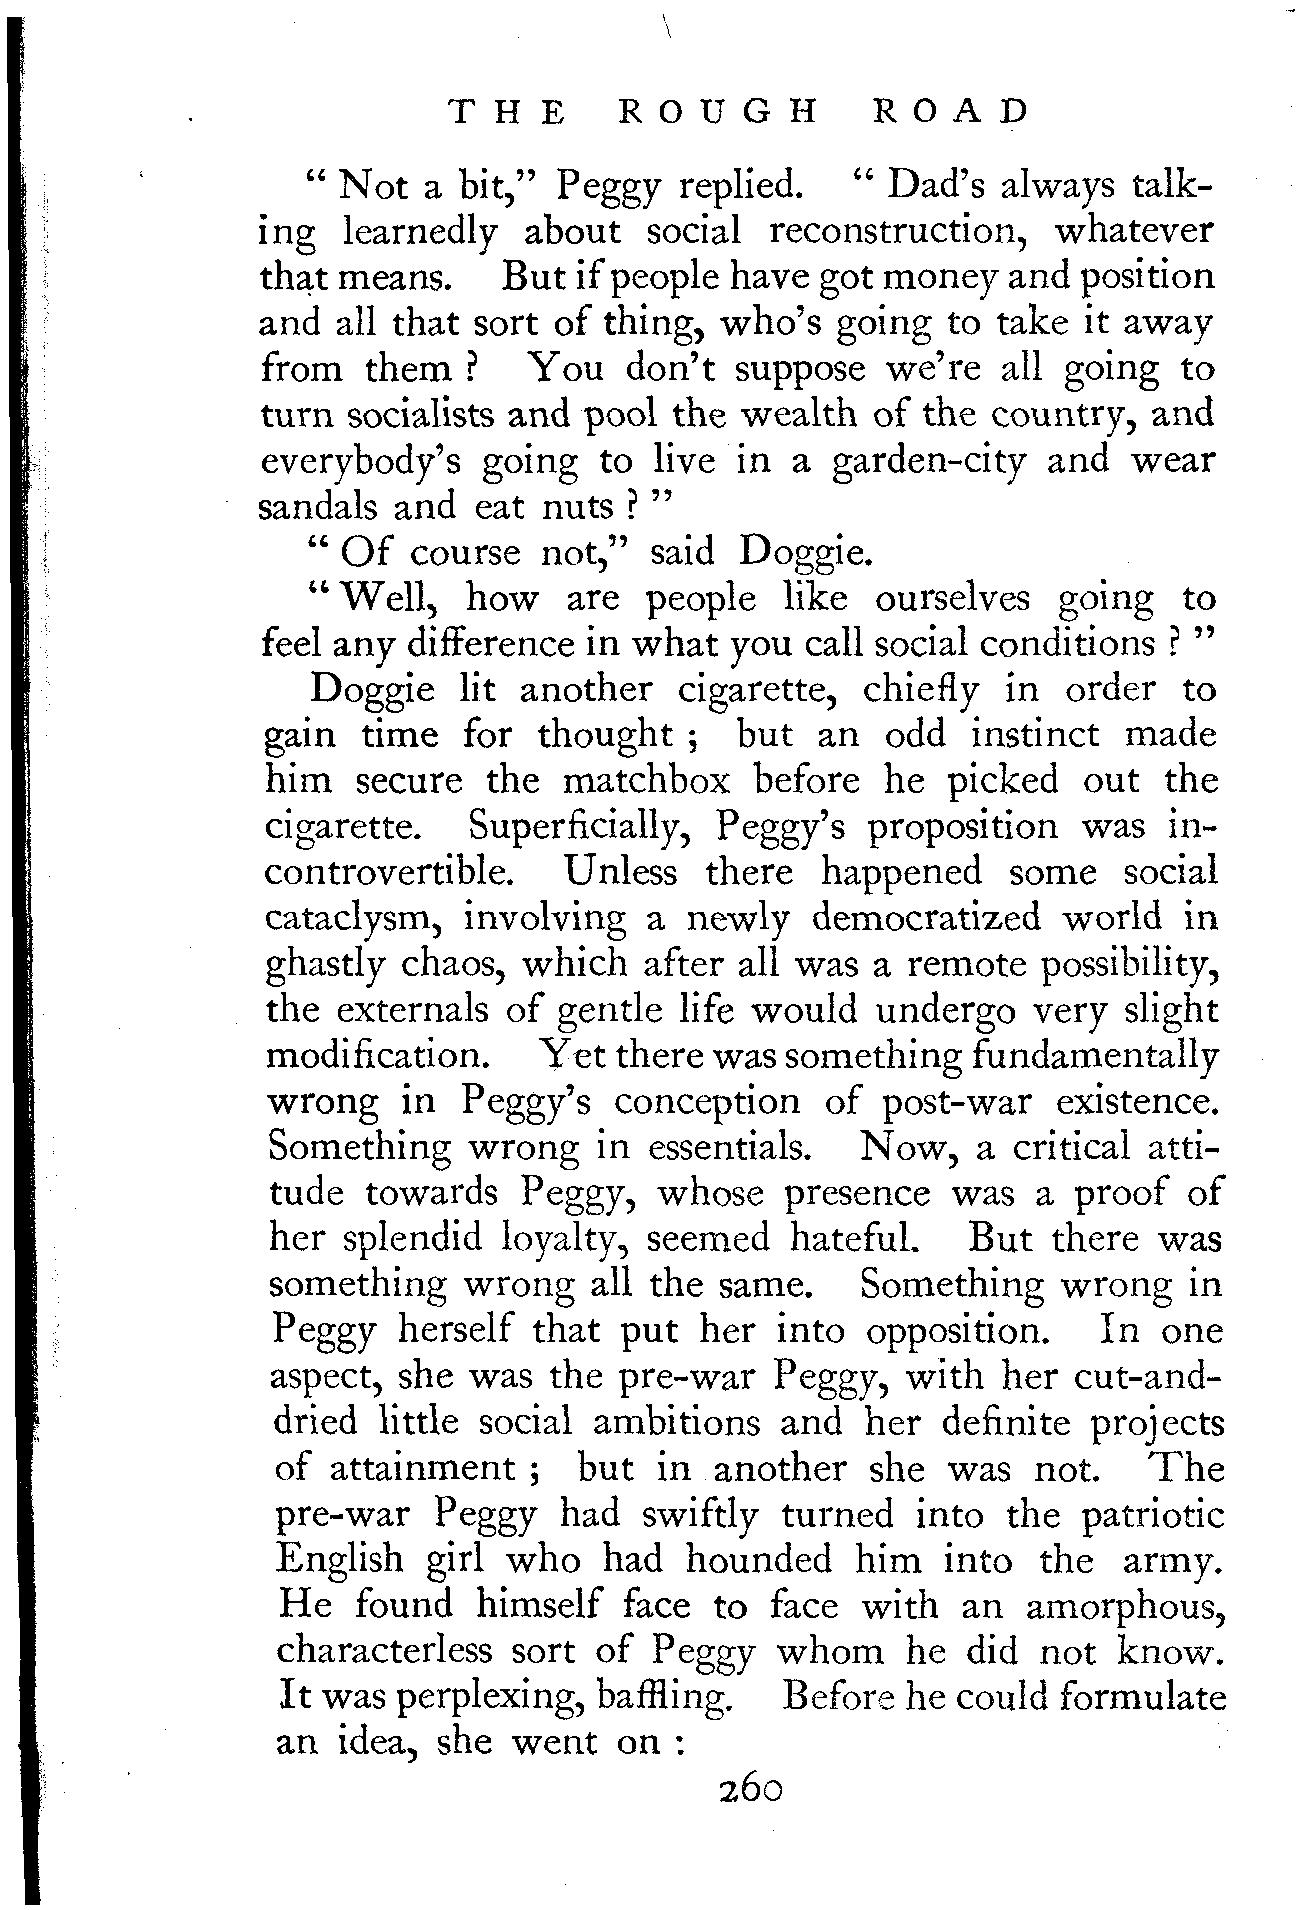 THE ROUGH ROAD
“ Not a bit,” Peggy replied. “ Dad’s always talk-
ing learnedly about social reconstruction, whatever
that means. But if people have got money and position
and all that sort of thing, who’s going to take it away
from them ? You don’t suppose we’re all going to
turn socialists and pool the wealth of the country, and
everybody’s going to live in a garden-city and wear
sandals and eat nuts ? ”
“ Of course not,” said Doggie.
“ Well, how are people like ourselves going to
feel any difference in what you call social conditions ? ”
Doggie lit another cigarette, chiefly in order to
gain time for thought ; but an odd instinct made
him secure the matchbox before he picked out the
cigarette. Superficially, Peggy’s proposition was in-
controvertible. Unless there happened some social
cataclysm, involving a newly democratized world in
ghastly chaos, which after all was a remote possibility,
the externals of gentle life would undergo very slight
modification. Yet there was something fundamentally
wrong in Peggy’s conception of post-war existence.
Something wrong in essentials. Now, a critical atti-
tude towards Peggy, whose presence was a proof of
her splendid loyalty, seemed hateful. But there was
something wrong all the same. Something wrong in
Peggy herself that put her into opposition. In one
aspect, she was the pre-war Peggy, with her cut-and-
dried little social ambitions and her definite projects
of attainment ; but in another she was not. The
pre-war Peggy had swiftly turned into the patriotic
English girl who had hounded him into the army.
He found himself face to face with an amorphous,
characterless sort of Peggy whom he did not know.
It was perplexing, baffling. Before he could formulate
an idea, she went on :
260